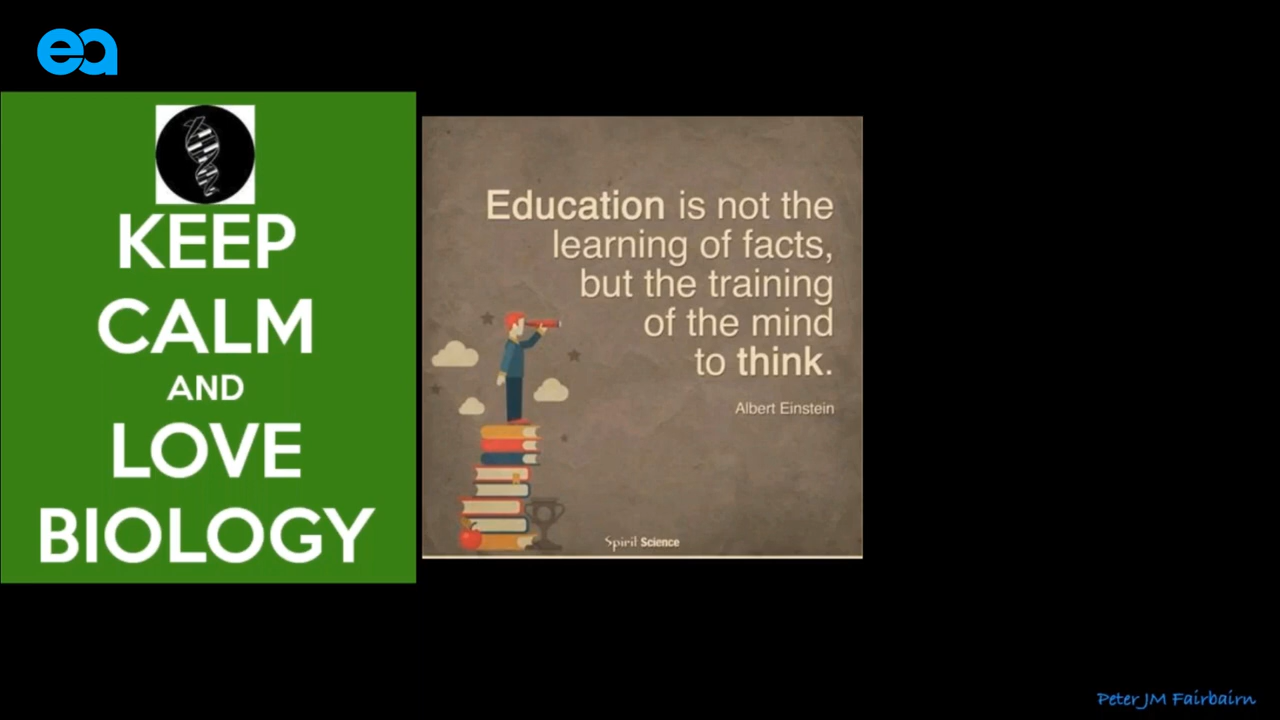 ea
KEEP
CALM
AND
LOVE
BIOLOGY
Education is not the
learning of facts,
but the training
of the mind
to think.
Albert Einstein
Spirit Science
Peter JM Fairbairn